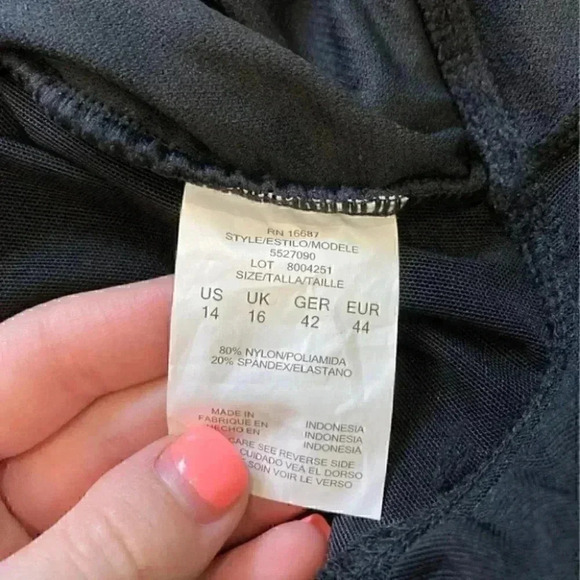 RN 16687
STYLE/ESTILO/MODELE
5527090
LOT 8004251
SIZE/TALLA/TAILLE
US UK GER EUR
14 16 42 44
80% NYLON/POLIAMIDA
20% SPANDEX/ELASTANO
MADE IN INDONESIA
FABRIQUE EN INDONESIA
HECHO EN INDONESIA
CARE SEE REVERSE SIDE
CUIDADO VEA EL DORSO
SOIN VOIR LE VERSO